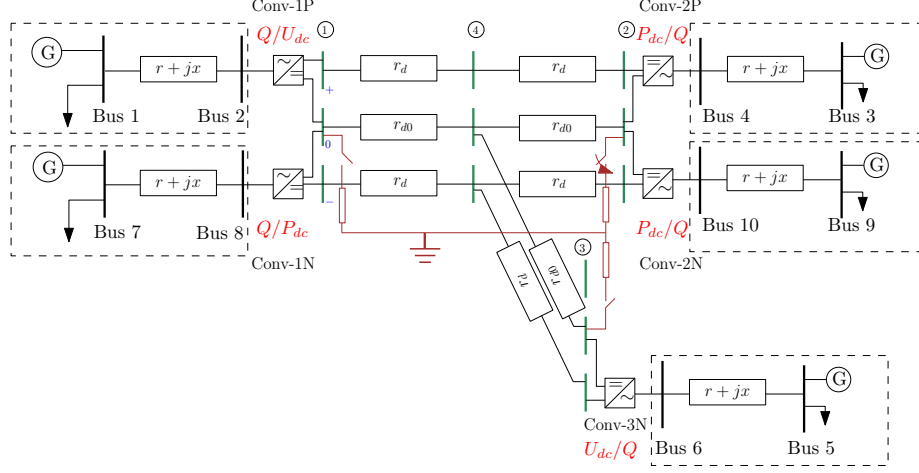 Conv-1P
Conv-2P
Q/U_dc
①
④
②
P_dc/Q
G
r + jx
r_d
r_d
r + jx
G
+
Bus 1
Bus 2
Bus 4
Bus 3
r_d0
r_d0
0
G
r + jx
r_d
r_d
r + jx
G
−
Bus 7
Bus 8
Q/P_dc
P_dc/Q
Bus 10
Bus 9
Conv-1N
③
Conv-2N
r_d
r_d0
G
r + jx
Conv-3N
U_dc/Q
Bus 6
Bus 5